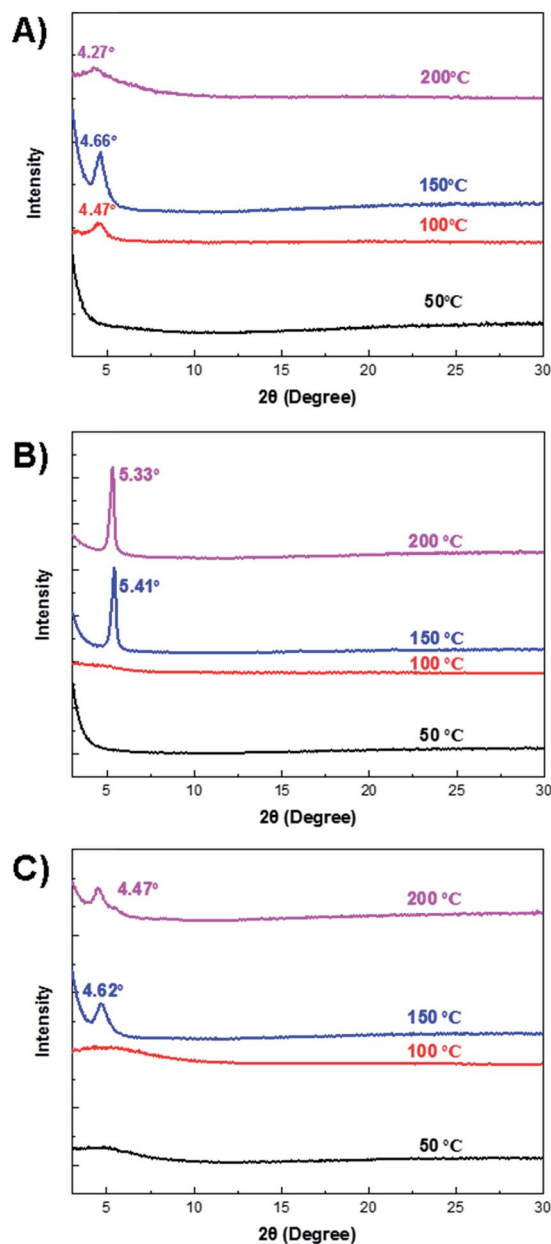 A)
4.27°
200°C
4.66°
150°C
4.47°
100°C
50°C
Intensity
5 10 15 20 25 30
2θ (Degree)
B)
5.33°
200 °C
5.41°
150 °C
100 °C
50 °C
Intensity
5 10 15 20 25 30
2θ (Degree)
C)
4.47°
200 °C
4.62°
150 °C
100 °C
50 °C
Intensity
5 10 15 20 25 30
2θ (Degree)